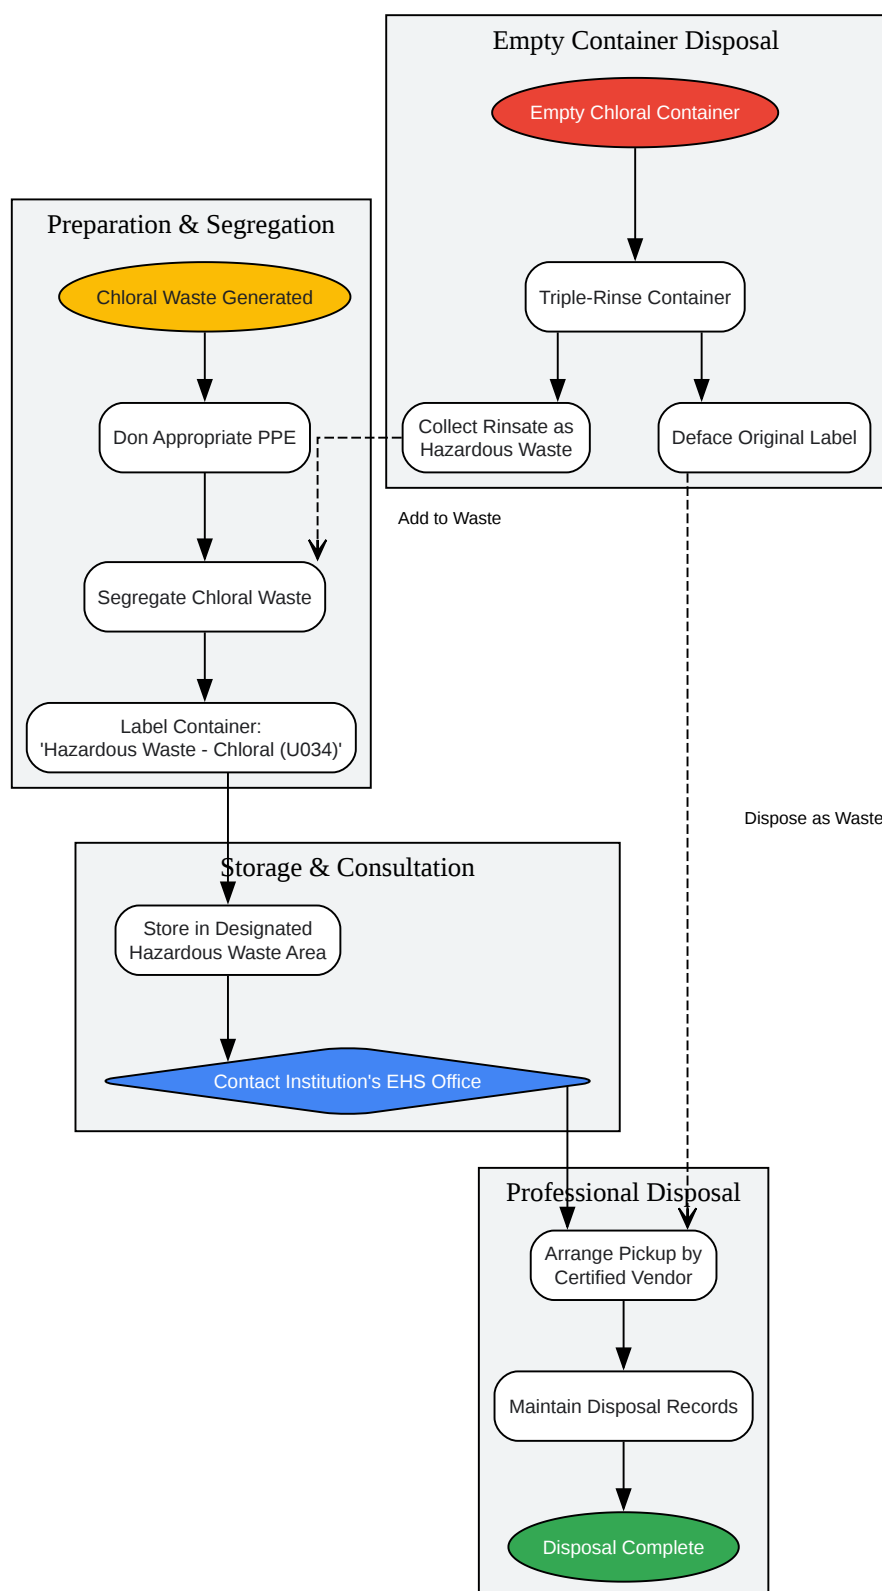 Empty Container Disposal
Empty Chloral Container
Triple-Rinse Container
Collect Rinsate as
Hazardous Waste
Deface Original Label
Add to Waste
Dispose as Waste
Preparation & Segregation
Chloral Waste Generated
Don Appropriate PPE
Segregate Chloral Waste
Label Container:
'Hazardous Waste - Chloral (U034)'
Storage & Consultation
Store in Designated
Hazardous Waste Area
Contact Institution's EHS Office
Professional Disposal
Arrange Pickup by
Certified Vendor
Maintain Disposal Records
Disposal Complete